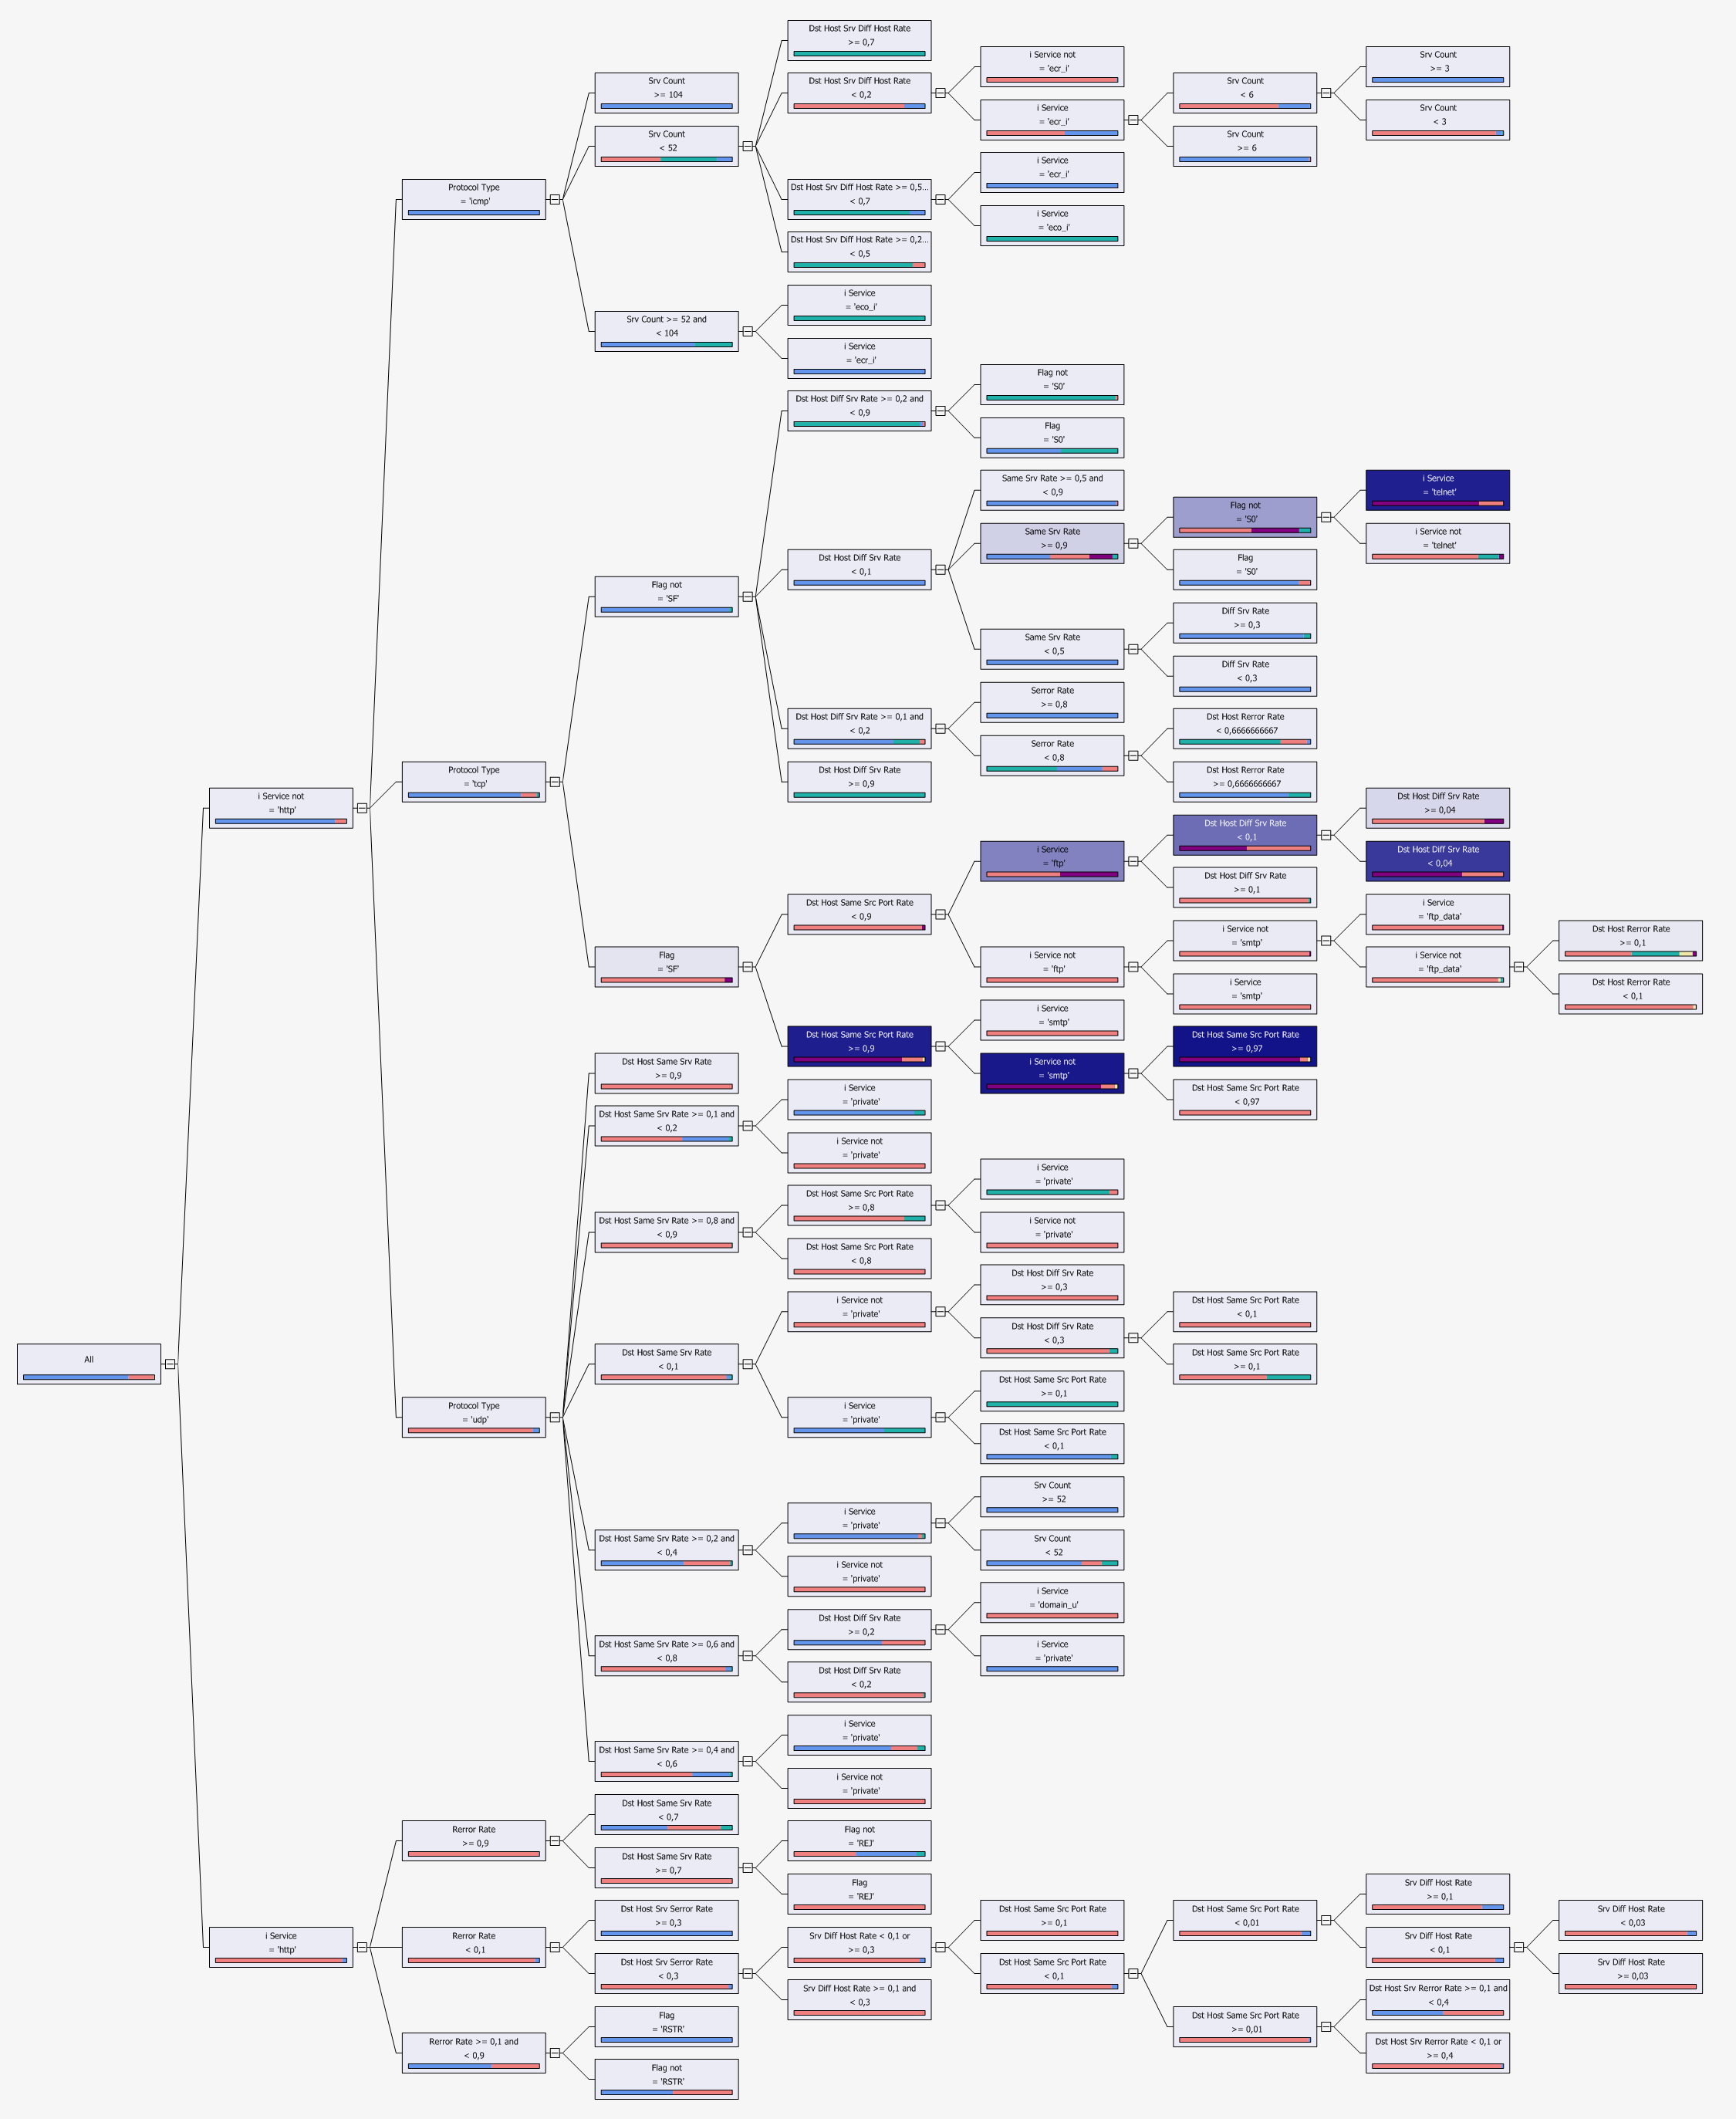 Dst Host Srv Diff Host Rate
>= 0,7
i Service not
= 'ecr_i'
Srv Count
>= 3
Srv Count
>= 104
Dst Host Srv Diff Host Rate
< 0,2
Srv Count
< 6
i Service
= 'ecr_i'
Srv Count
< 3
Srv Count
< 52
Srv Count
>= 6
i Service
= 'ecr_i'
Protocol Type
= 'icmp'
Dst Host Srv Diff Host Rate >= 0,5...
< 0,7
i Service
= 'eco_i'
Dst Host Srv Diff Host Rate >= 0,2...
< 0,5
i Service
= 'eco_i'
Srv Count >= 52 and
< 104
i Service
= 'ecr_i'
Flag not
= 'S0'
Dst Host Diff Srv Rate >= 0,2 and
< 0,9
Flag
= 'S0'
Same Srv Rate >= 0,5 and
< 0,9
i Service
= 'telnet'
Flag not
= 'S0'
Same Srv Rate
>= 0,9
i Service not
= 'telnet'
Dst Host Diff Srv Rate
< 0,1
Flag
= 'S0'
Flag not
= 'SF'
Diff Srv Rate
>= 0,3
Same Srv Rate
< 0,5
Diff Srv Rate
< 0,3
Serror Rate
>= 0,8
Dst Host Diff Srv Rate >= 0,1 and
< 0,2
Dst Host Rerror Rate
< 0,6666666667
Serror Rate
< 0,8
Protocol Type
= 'tcp'
Dst Host Diff Srv Rate
>= 0,9
Dst Host Rerror Rate
>= 0,6666666667
i Service not
= 'http'
Dst Host Diff Srv Rate
>= 0,04
Dst Host Diff Srv Rate
< 0,1
i Service
= 'ftp'
Dst Host Diff Srv Rate
< 0,04
Dst Host Diff Srv Rate
>= 0,1
Dst Host Same Src Port Rate
< 0,9
i Service
= 'ftp_data'
i Service not
= 'smtp'
Dst Host Rerror Rate
>= 0,1
Flag
= 'SF'
i Service not
= 'ftp'
i Service not
= 'ftp_data'
i Service
= 'smtp'
Dst Host Rerror Rate
< 0,1
i Service
= 'smtp'
Dst Host Same Src Port Rate
>= 0,9
Dst Host Same Src Port Rate
>= 0,97
Dst Host Same Srv Rate
>= 0,9
i Service not
= 'smtp'
i Service
= 'private'
Dst Host Same Src Port Rate
< 0,97
Dst Host Same Srv Rate >= 0,1 and
< 0,2
i Service not
= 'private'
i Service
= 'private'
Dst Host Same Src Port Rate
>= 0,8
Dst Host Same Srv Rate >= 0,8 and
< 0,9
i Service not
= 'private'
Dst Host Same Src Port Rate
< 0,8
Dst Host Diff Srv Rate
>= 0,3
i Service not
= 'private'
Dst Host Same Src Port Rate
< 0,1
Dst Host Diff Srv Rate
< 0,3
All
Dst Host Same Srv Rate
< 0,1
Dst Host Same Src Port Rate
>= 0,1
Dst Host Same Src Port Rate
>= 0,1
Protocol Type
= 'udp'
i Service
= 'private'
Dst Host Same Src Port Rate
< 0,1
Srv Count
>= 52
i Service
= 'private'
Dst Host Same Srv Rate >= 0,2 and
< 0,4
Srv Count
< 52
i Service not
= 'private'
i Service
= 'domain_u'
Dst Host Diff Srv Rate
>= 0,2
Dst Host Same Srv Rate >= 0,6 and
< 0,8
i Service
= 'private'
Dst Host Diff Srv Rate
< 0,2
i Service
= 'private'
Dst Host Same Srv Rate >= 0,4 and
< 0,6
i Service not
= 'private'
Dst Host Same Srv Rate
< 0,7
Rerror Rate
>= 0,9
Flag not
= 'REJ'
Dst Host Same Srv Rate
>= 0,7
Flag
= 'REJ'
Srv Diff Host Rate
>= 0,1
Dst Host Srv Serror Rate
>= 0,3
Dst Host Same Src Port Rate
>= 0,1
Dst Host Same Src Port Rate
< 0,01
Srv Diff Host Rate
< 0,03
i Service
= 'http'
Rerror Rate
< 0,1
Srv Diff Host Rate < 0,1 or
>= 0,3
Srv Diff Host Rate
< 0,1
Dst Host Srv Serror Rate
< 0,3
Dst Host Same Src Port Rate
< 0,1
Srv Diff Host Rate
>= 0,03
Srv Diff Host Rate >= 0,1 and
< 0,3
Dst Host Srv Rerror Rate >= 0,1 and
< 0,4
Flag
= 'RSTR'
Dst Host Same Src Port Rate
>= 0,01
Rerror Rate >= 0,1 and
< 0,9
Dst Host Srv Rerror Rate < 0,1 or
>= 0,4
Flag not
= 'RSTR'